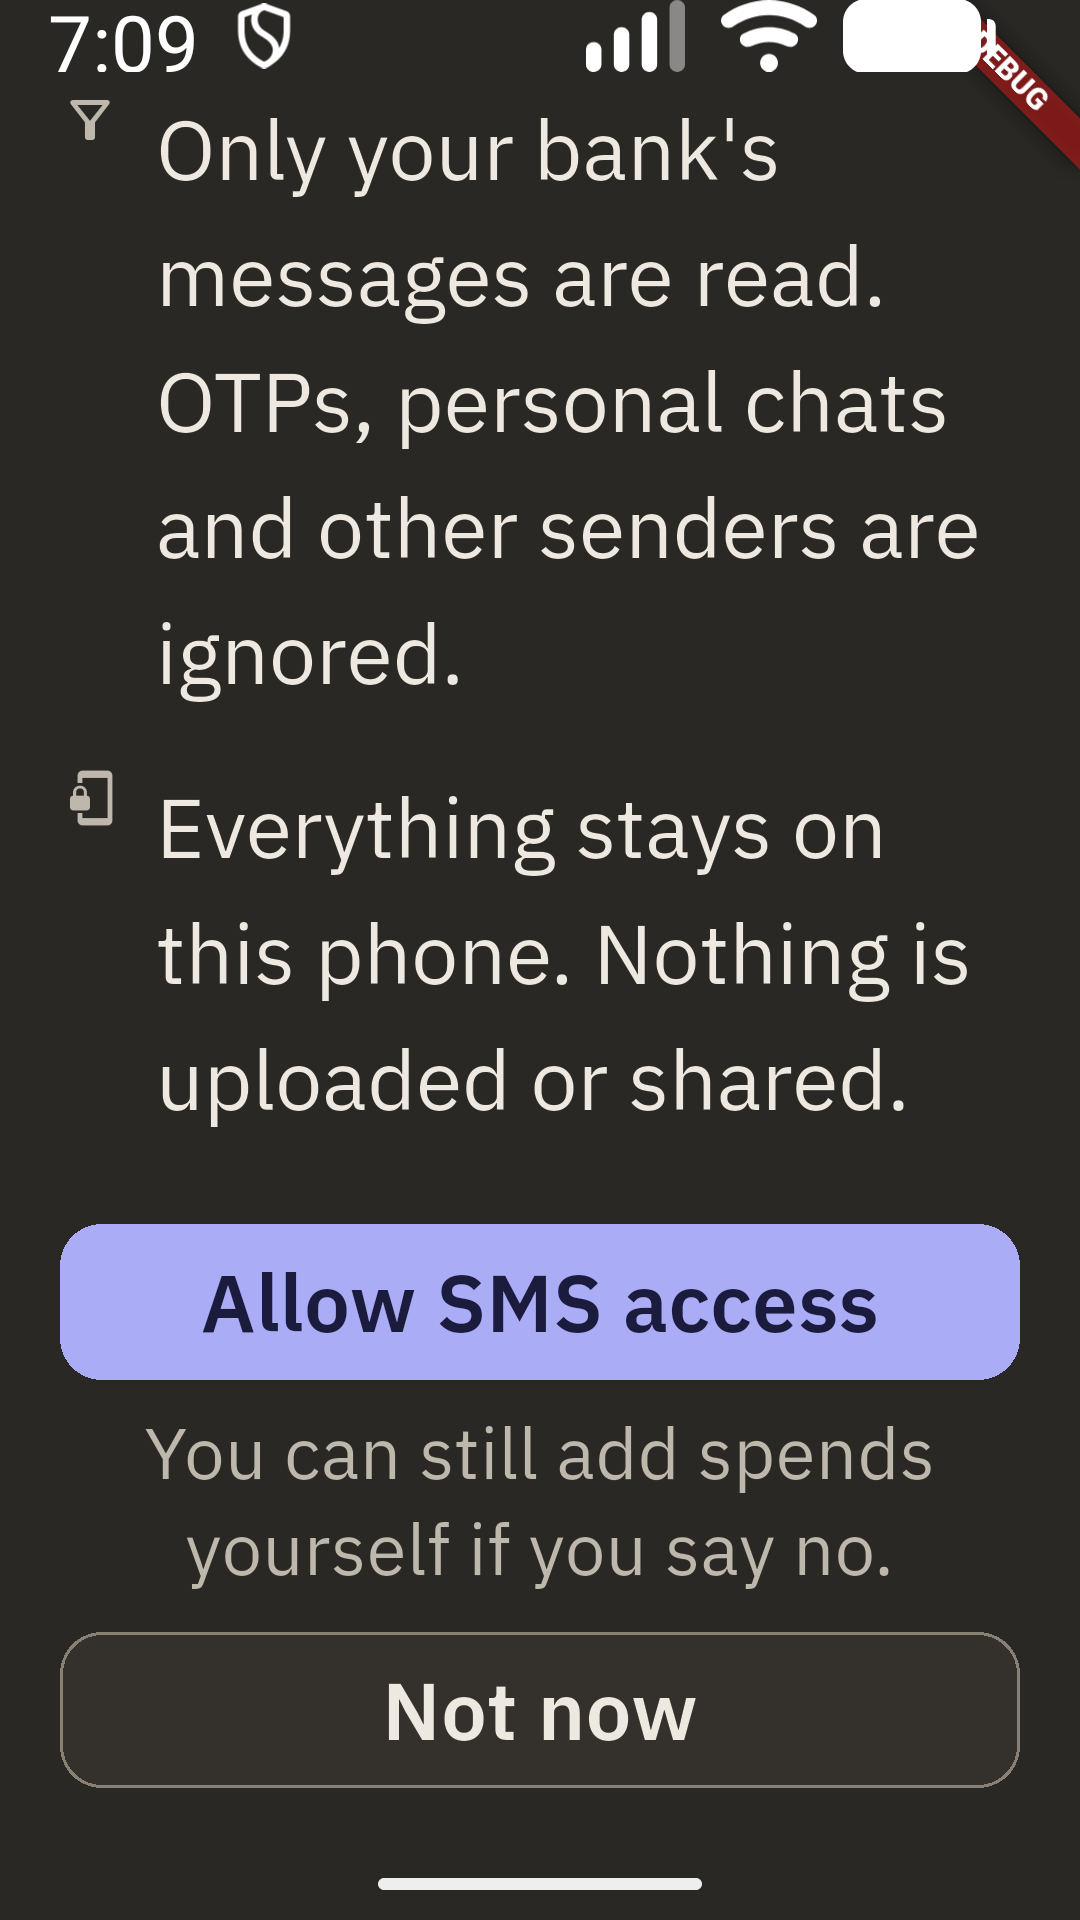 7:09
DEBUG
Only your bank's
messages are read.
OTPs, personal chats
and other senders are
ignored.
Everything stays on
this phone. Nothing is
uploaded or shared.
Allow SMS access
You can still add spends
yourself if you say no.
Not now